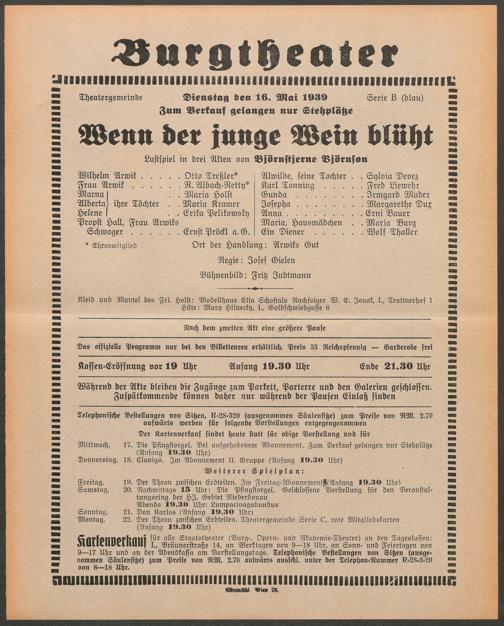 Burgtheater
Theatergemeinde Dienstag den 16. Mai 1939 Serie B (blau)
Zum Verkauf gelangen nur Stehplätze
Wenn der junge Wein blüht
Lustspiel in drei Akten von Björnstjerne Björnson
Wilhelm Arwik . . . . . Otto Treßler*
Frau Arwik . . . . . R. Albach-Retty*
Marna } Maria Holst
Alberta } ihre Töchter . . Maria Kramer
Helene } Erika Pelikowsky
Propst Hall, Frau Arwiks
Schwager . . . . . . Ernst Pröckl a.G.
Alwilde, seine Tochter . . Sylvia Devez
Karl Tonning . . . . . Fred Liewehr
Gunda . . . . . . . Irmgard Mader
Josepha . . . . . . Margarethe Dux
Anna . . . . . . . Erni Bauer
Maria, Hausmädchen . . Maria Burg
Ein Diener . . . . . . Wolf Thaller
* Ehrenmitglied Ort der Handlung: Arwiks Gut
Regie: Josef Gielen
Bühnenbild: Fritz Judtmann
Kleid und Mantel des Frl. Holst: Modellhaus Ella Schostals Nachfolger W. E. Jonak, I., Trattnerhof 1
Hüte: Mary Hlinecky, I., Goldschmiedgasse 6
Nach dem zweiten Akt eine größere Pause
Das offizielle Programm nur bei den Billetteuren erhältlich. Preis 33 Reichspfennig — Garderobe frei
Kassen-Eröffnung vor 19 Uhr Anfang 19.30 Uhr Ende 21.30 Uhr
Während der Akte bleiben die Zugänge zum Parkett, Parterre und den Galerien geschlossen.
Zuspätkommende können daher nur während der Pausen Einlaß finden
Telephonische Bestellungen von Sitzen, R-28-320 (ausgenommen Säulensitze) zum Preise von RM. 2.70
aufwärts werden für folgende Vorstellungen entgegengenommen
Der Kartenverkauf findet heute statt für obige Vorstellung und für
Mittwoch, 17. Die Pfingstorgel. Bei aufgehobenem Abonnement. Zum Verkauf gelangen nur Stehplätze
(Anfang 19.30 Uhr)
Donnerstag, 18. Clavigo. Im Abonnement II. Gruppe (Anfang 19.30 Uhr)
Weiterer Spielplan:
Freitag, 19. Der Thron zwischen Erdteilen. Im Freitag-Abonnement (Anfang 19.30 Uhr)
Samstag, 20. Nachmittags 15 Uhr: Die Pfingstorgel. Geschlossene Vorstellung für den Veranstal-
tungsring der HJ, Gebiet Niederdonau
Abends 19.30 Uhr: Lumpacivagabundus
Sonntag, 21. Don Karlos (Anfang 19.30 Uhr)
Montag, 22. Der Thron zwischen Erdteilen. Theatergemeinde Serie C, rote Mitgliedskarten
(Anfang 19.30 Uhr)
Kartenverkauf für alle Staatstheater (Burg-, Opern- und Akademie-Theater) an den Tageskassen:
I., Bräunerstraße 14, an Werktagen von 9—18 Uhr, an Sonn- und Feiertagen von
9—17 Uhr und an der Abendkassa am Vorstellungstage. Telephonische Bestellungen von Sitzen (ausge-
nommen Säulensitze) zum Preise von RM. 2.70 aufwärts ausschl. unter der Telephon-Nummer R-28-3-20
von 8—18 Uhr.